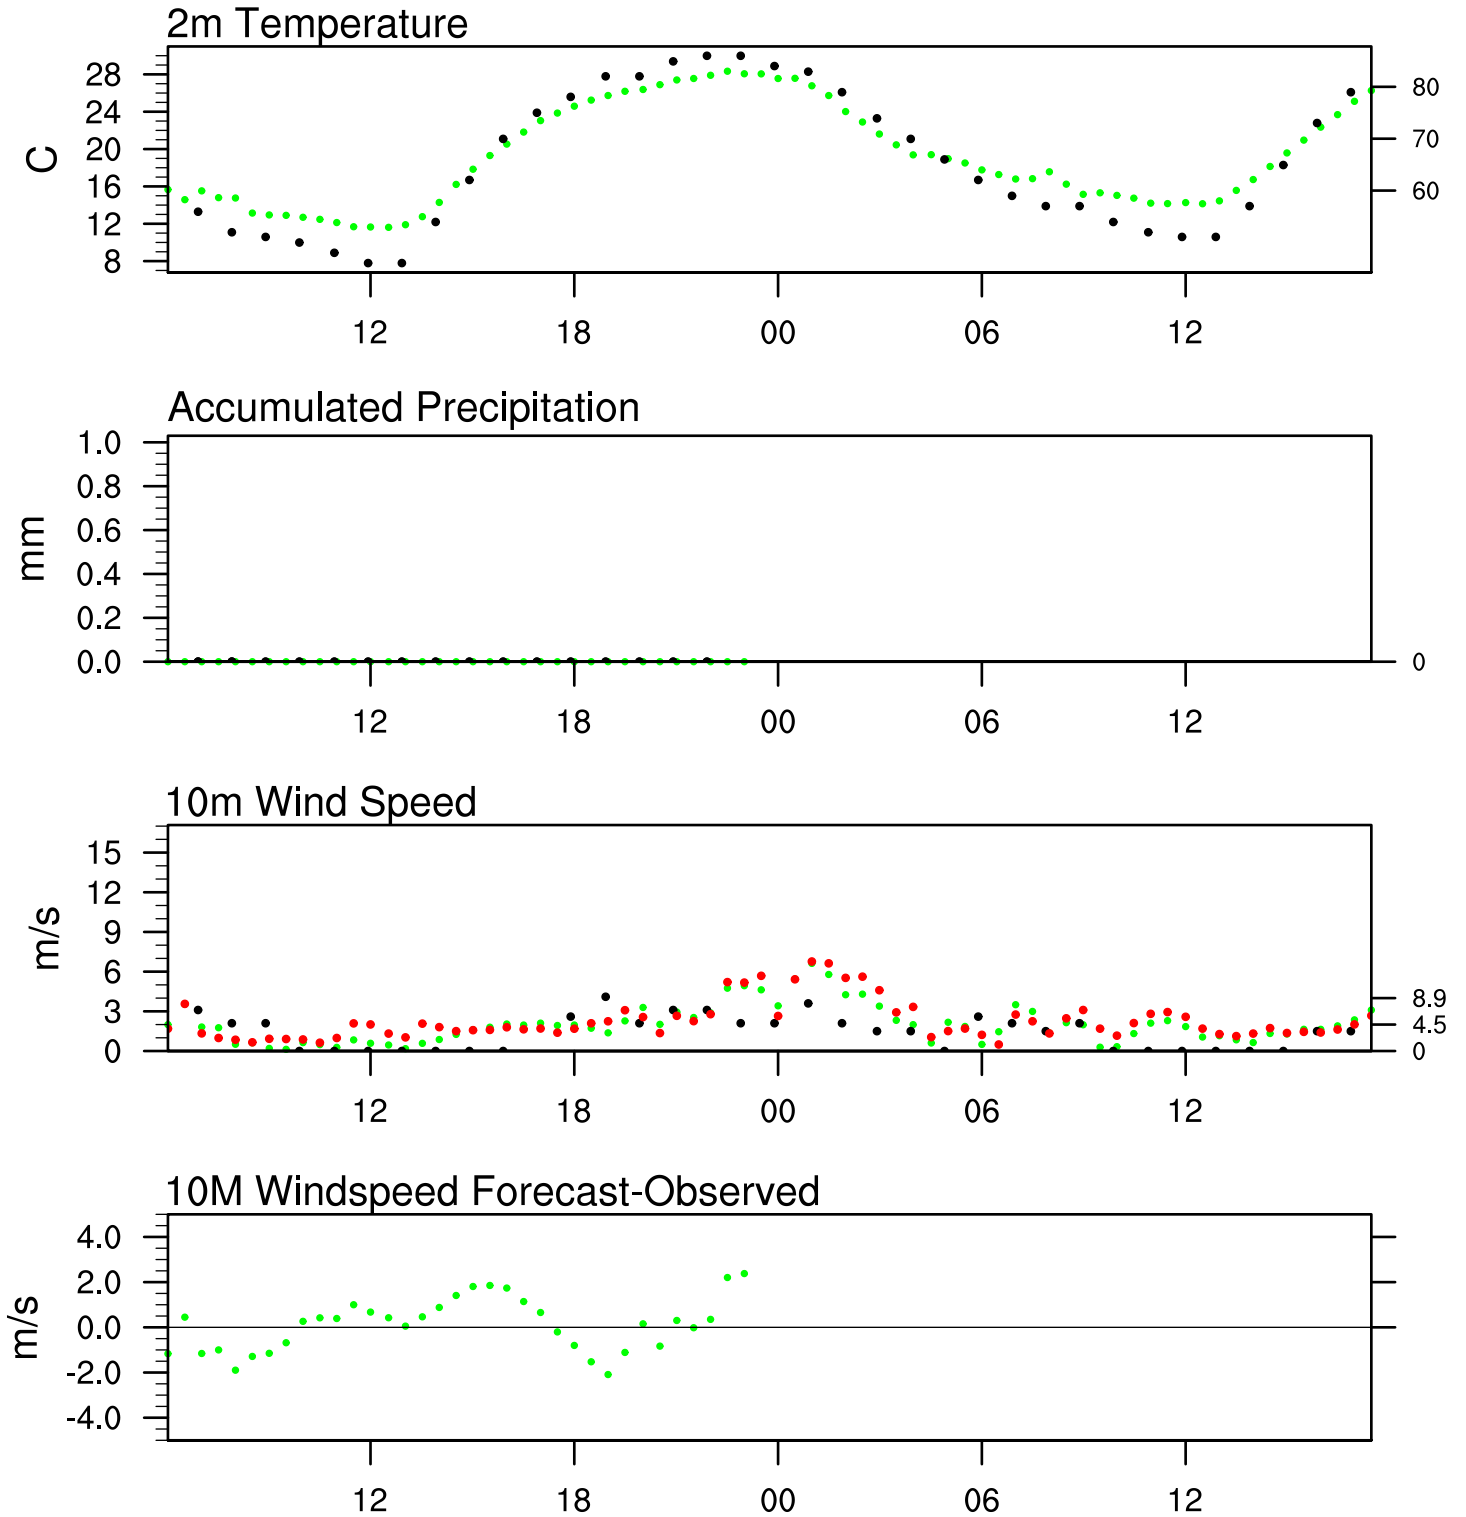 2m Temperature
28
24
20
16
12
8
C
80
70
60
12 18 00 06 12
Accumulated Precipitation
1.0
0.8
0.6
0.4
0.2
0.0
mm
0
12 18 00 06 12
10m Wind Speed
15
12
9
6
3
0
m/s
8.9
4.5
0
12 18 00 06 12
10M Windspeed Forecast-Observed
4.0
2.0
0.0
-2.0
-4.0
m/s
12 18 00 06 12